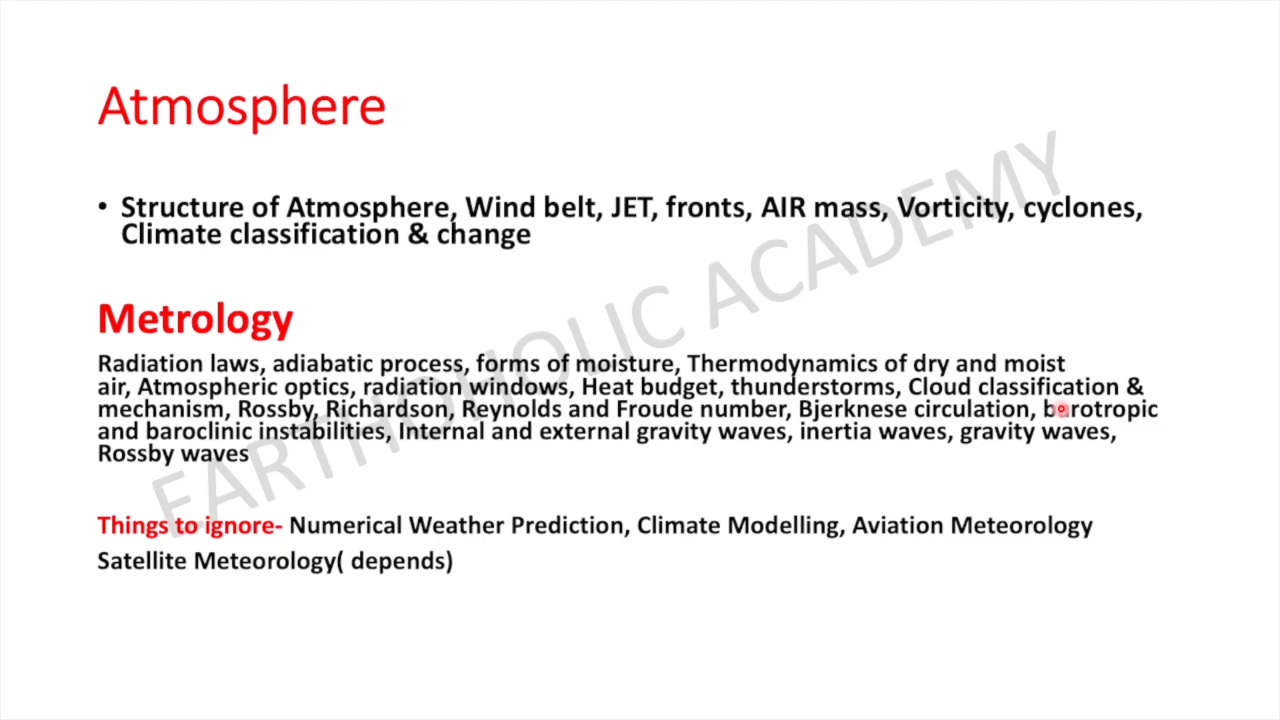 Atmosphere
• Structure of Atmosphere, Wind belt, JET, fronts, AIR mass, Vorticity, cyclones,
Climate classification & change
Metrology
Radiation laws, adiabatic process, forms of moisture, Thermodynamics of dry and moist
air, Atmospheric optics, radiation windows, Heat budget, thunderstorms, Cloud classification &
mechanism, Rossby, Richardson, Reynolds and Froude number, Bjerknese circulation, barotropic
and baroclinic instabilities, Internal and external gravity waves, inertia waves, gravity waves,
Rossby waves
Things to ignore- Numerical Weather Prediction, Climate Modelling, Aviation Meteorology
Satellite Meteorology( depends)
EARTHOHOLIC ACADEMY